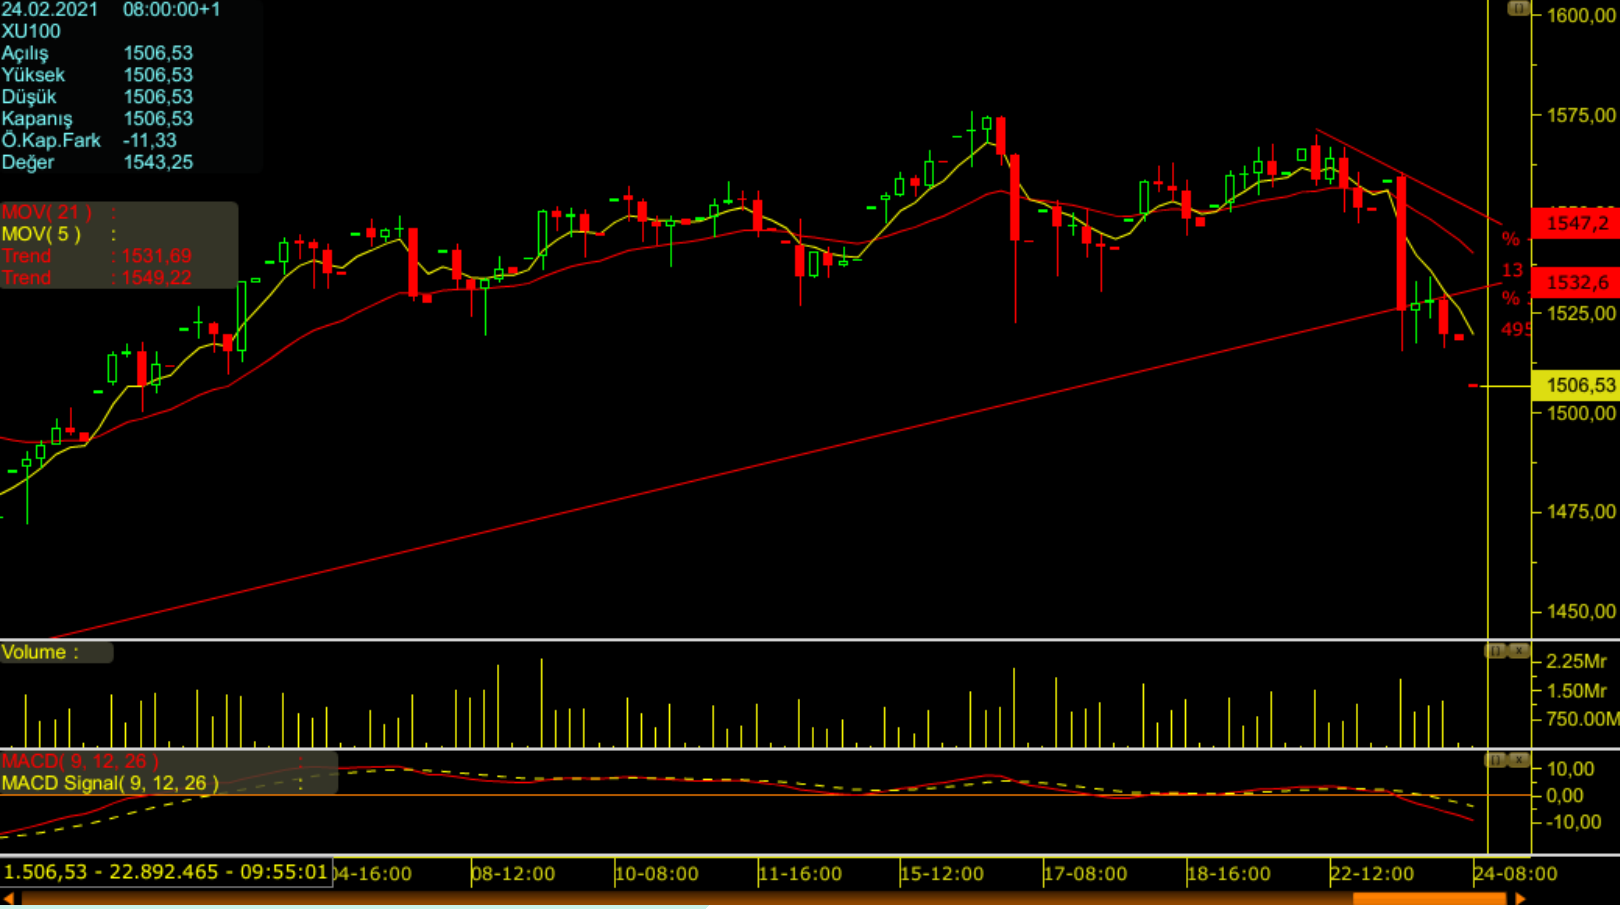 24.02.2021 08:00:00+1
XU100
Açılış 1506,53
Yüksek 1506,53
Düşük 1506,53
Kapanış 1506,53
Ö.Kap.Fark -11,33
Değer 1543,25
MOV( 21 ) :
MOV( 5 ) :
Trend : 1531,69
Trend : 1549,22
1600,00
1575,00
1547,2
%
13
1532,6
%
1525,00
495
1506,53
1500,00
1475,00
1450,00
Volume :
2.25Mr
1.50Mr
750.00M
MACD( 9, 12, 26 ) :
MACD Signal( 9, 12, 26 ) :
10,00
0,00
-10,00
1.506,53 - 22.892.465 - 09:55:01
04-16:00
08-12:00
10-08:00
11-16:00
15-12:00
17-08:00
18-16:00
22-12:00
24-08:00